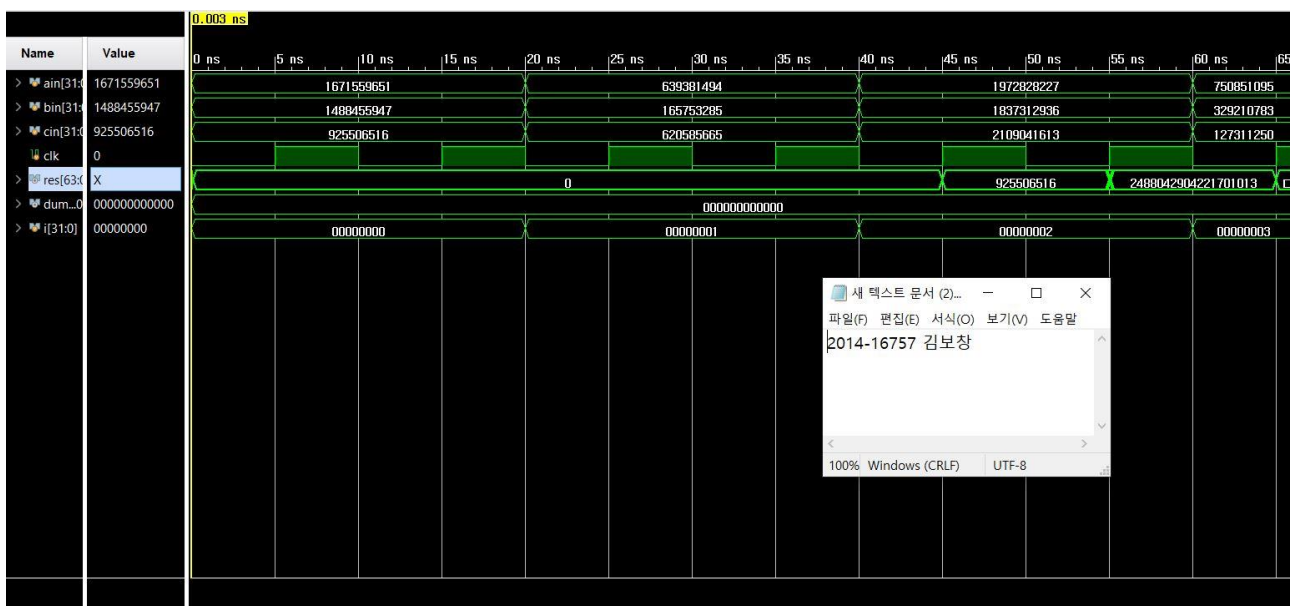 0.003 ns
Name Value
0 ns 5 ns 10 ns 15 ns 20 ns 25 ns 30 ns 35 ns 40 ns 45 ns 50 ns 55 ns 60 ns 65
ain[31:0 1671559651 1671559651 639381494 1972828227 750851095
bin[31:0 1488455947 1488455947 165753285 1837312936 329210783
cin[31:0 925506516 925506516 620585665 2109041613 127311250
clk 0
res[63:0 X 0 925506516 2488042904221701013
dum...0 000000000000 000000000000
i[31:0] 00000000 00000000 00000001 00000002 00000003
새 텍스트 문서 (2)...
파일(F) 편집(E) 서식(O) 보기(V) 도움말
2014-16757 김보창
100% Windows (CRLF) UTF-8